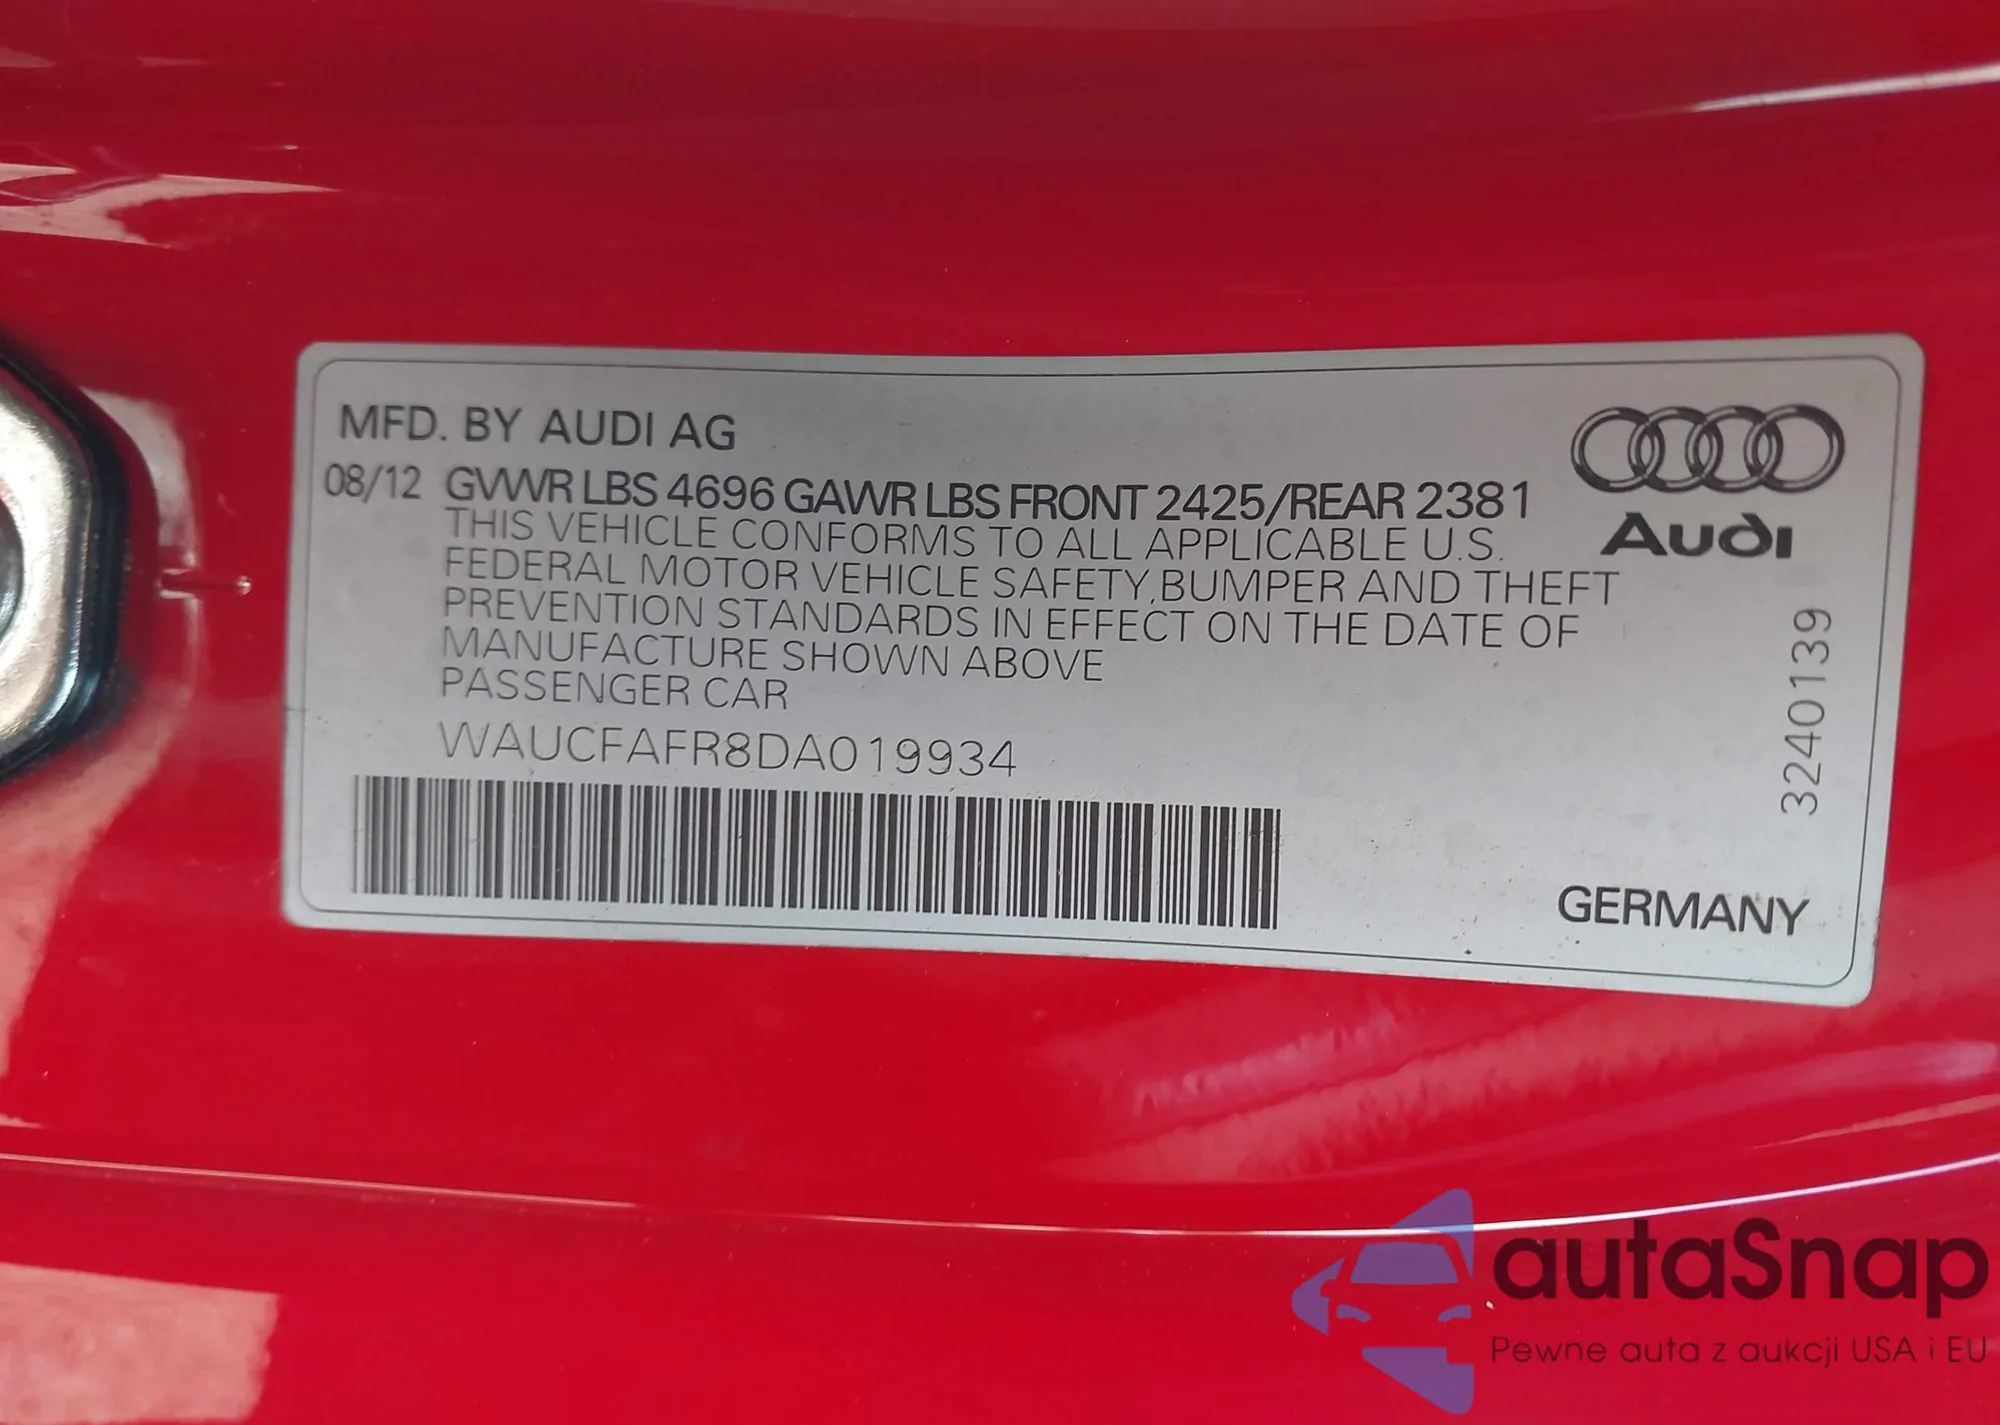 MFD. BY AUDI AG
08/12 GVWR LBS 4696 GAWR LBS FRONT 2425/REAR 2381
THIS VEHICLE CONFORMS TO ALL APPLICABLE U.S.
FEDERAL MOTOR VEHICLE SAFETY,BUMPER AND THEFT
PREVENTION STANDARDS IN EFFECT ON THE DATE OF
MANUFACTURE SHOWN ABOVE
PASSENGER CAR
WAUCFAFR8DA019934
Audi
3240139
GERMANY
autaSnap
Pewne auta z aukcji USA i EU